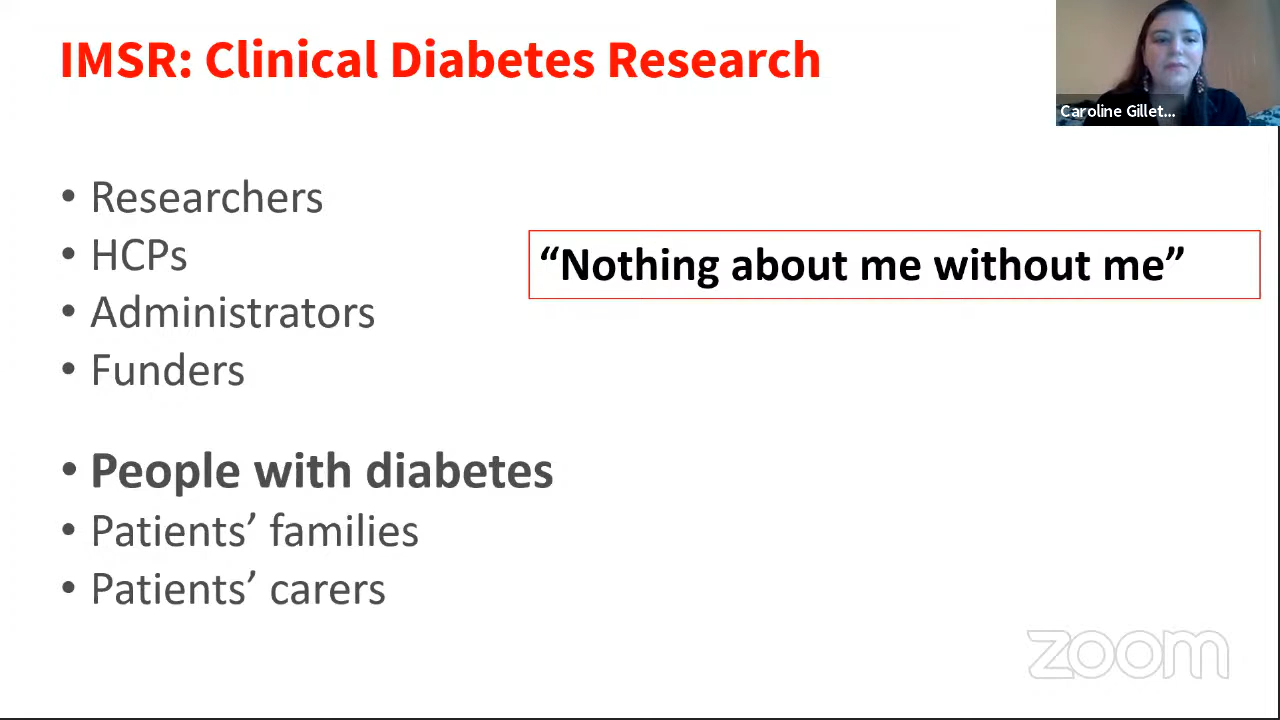 IMSR: Clinical Diabetes Research
Caroline Gillet...
• Researchers
• HCPs
• Administrators
• Funders
“Nothing about me without me”
• People with diabetes
• Patients’ families
• Patients’ carers
zoom